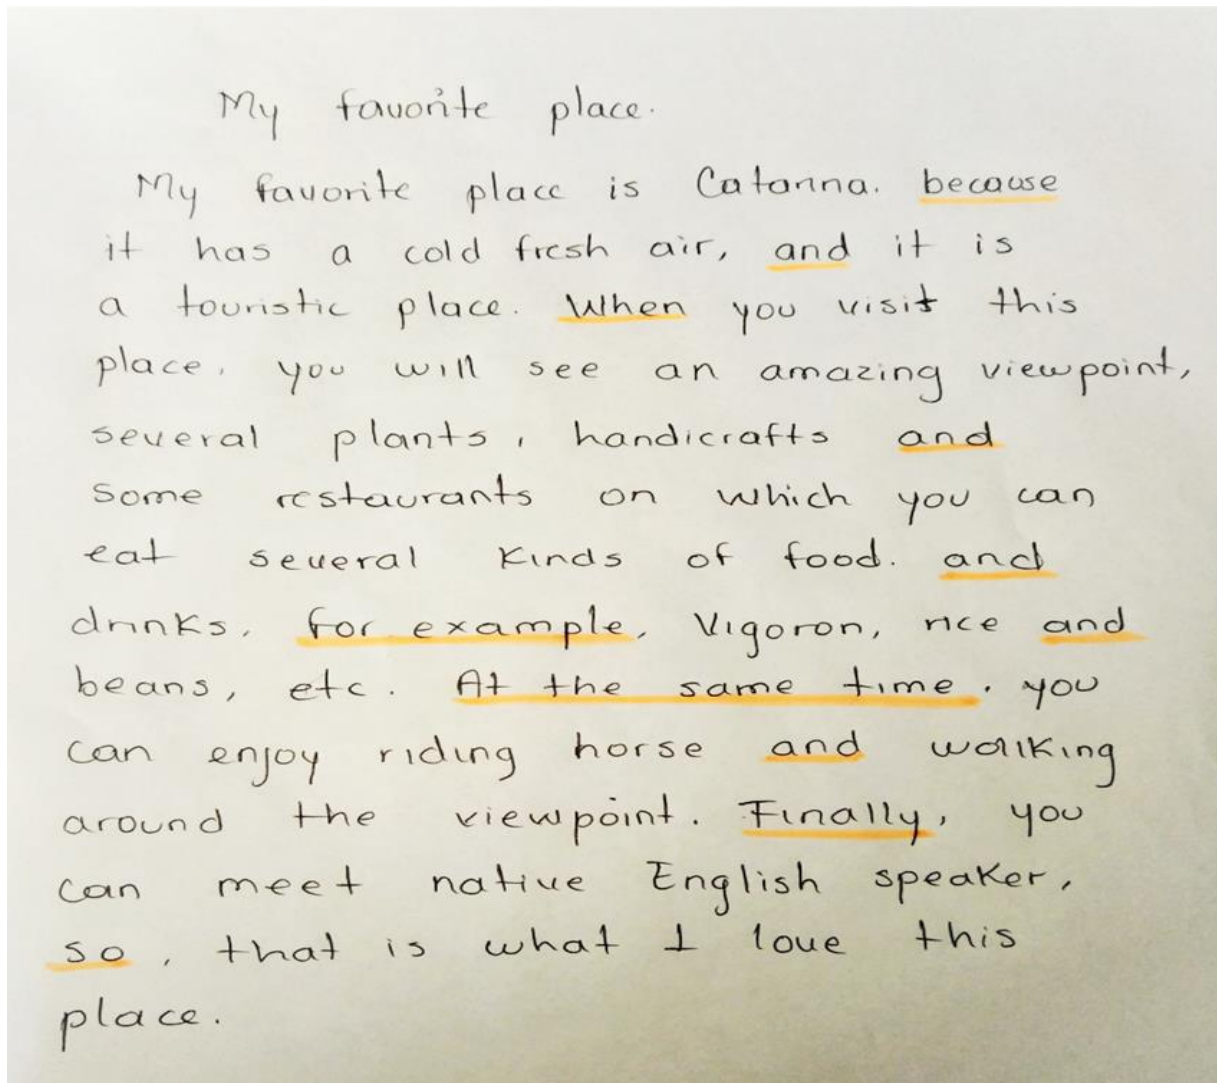 My favorite place.
My favorite place is Catarina. because
it has a cold fresh air, and it is
a touristic place. When you visit this
place, you will see an amazing viewpoint,
several plants, handicrafts and
some restaurants on which you can
eat several kinds of food. and
drinks, for example, Vigoron, rice and
beans, etc. At the same time, you
can enjoy riding horse and walking
around the viewpoint. Finally, you
can meet native English speaker,
so, that is what I love this
place.